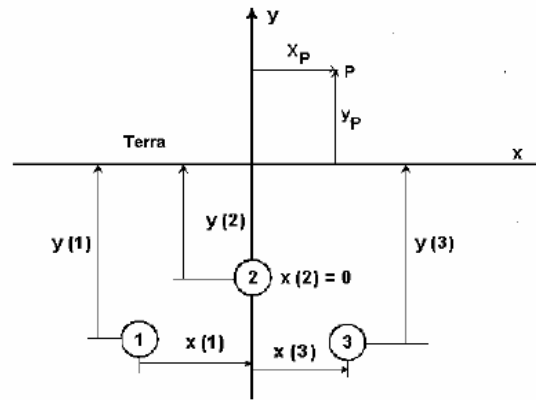 y
X_P
P
y_P
Terra
x
y (1)
y (2)
y (3)
2
x (2) = 0
1
x (1)
x (3)
3